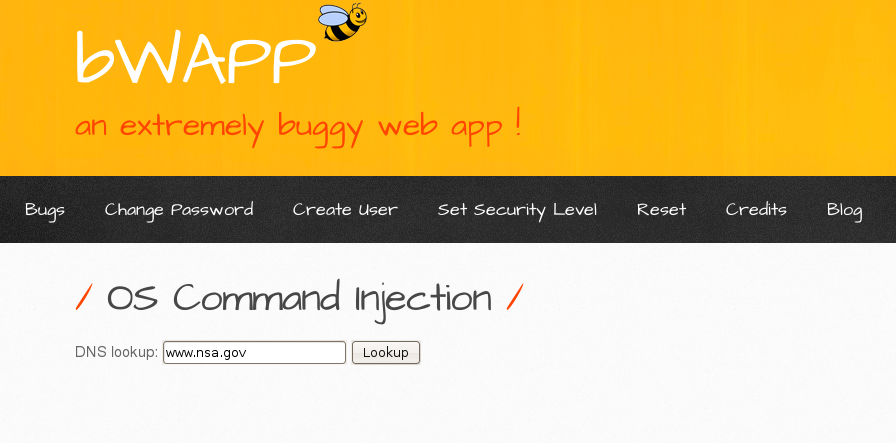 bWAPP
an extremely buggy web app !
Bugs Change Password Create User Set Security Level Reset Credits Blog
/ OS Command Injection /
DNS lookup: www.nsa.gov Lookup